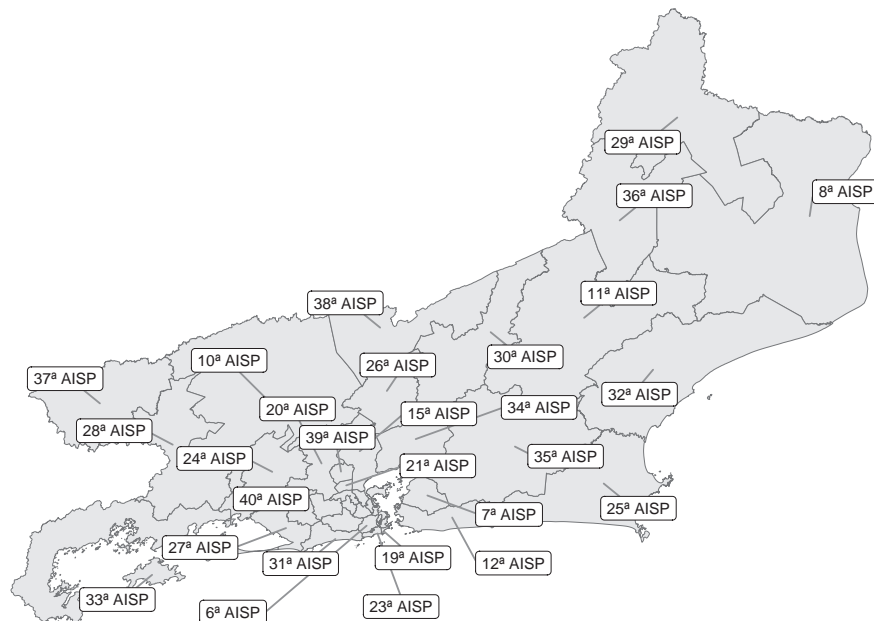 29ª AISP
8ª AISP
36ª AISP
11ª AISP
38ª AISP
30ª AISP
10ª AISP
26ª AISP
37ª AISP
32ª AISP
20ª AISP
15ª AISP
34ª AISP
28ª AISP
39ª AISP
35ª AISP
24ª AISP
21ª AISP
40ª AISP
7ª AISP
25ª AISP
27ª AISP
31ª AISP
19ª AISP
12ª AISP
33ª AISP
6ª AISP
23ª AISP